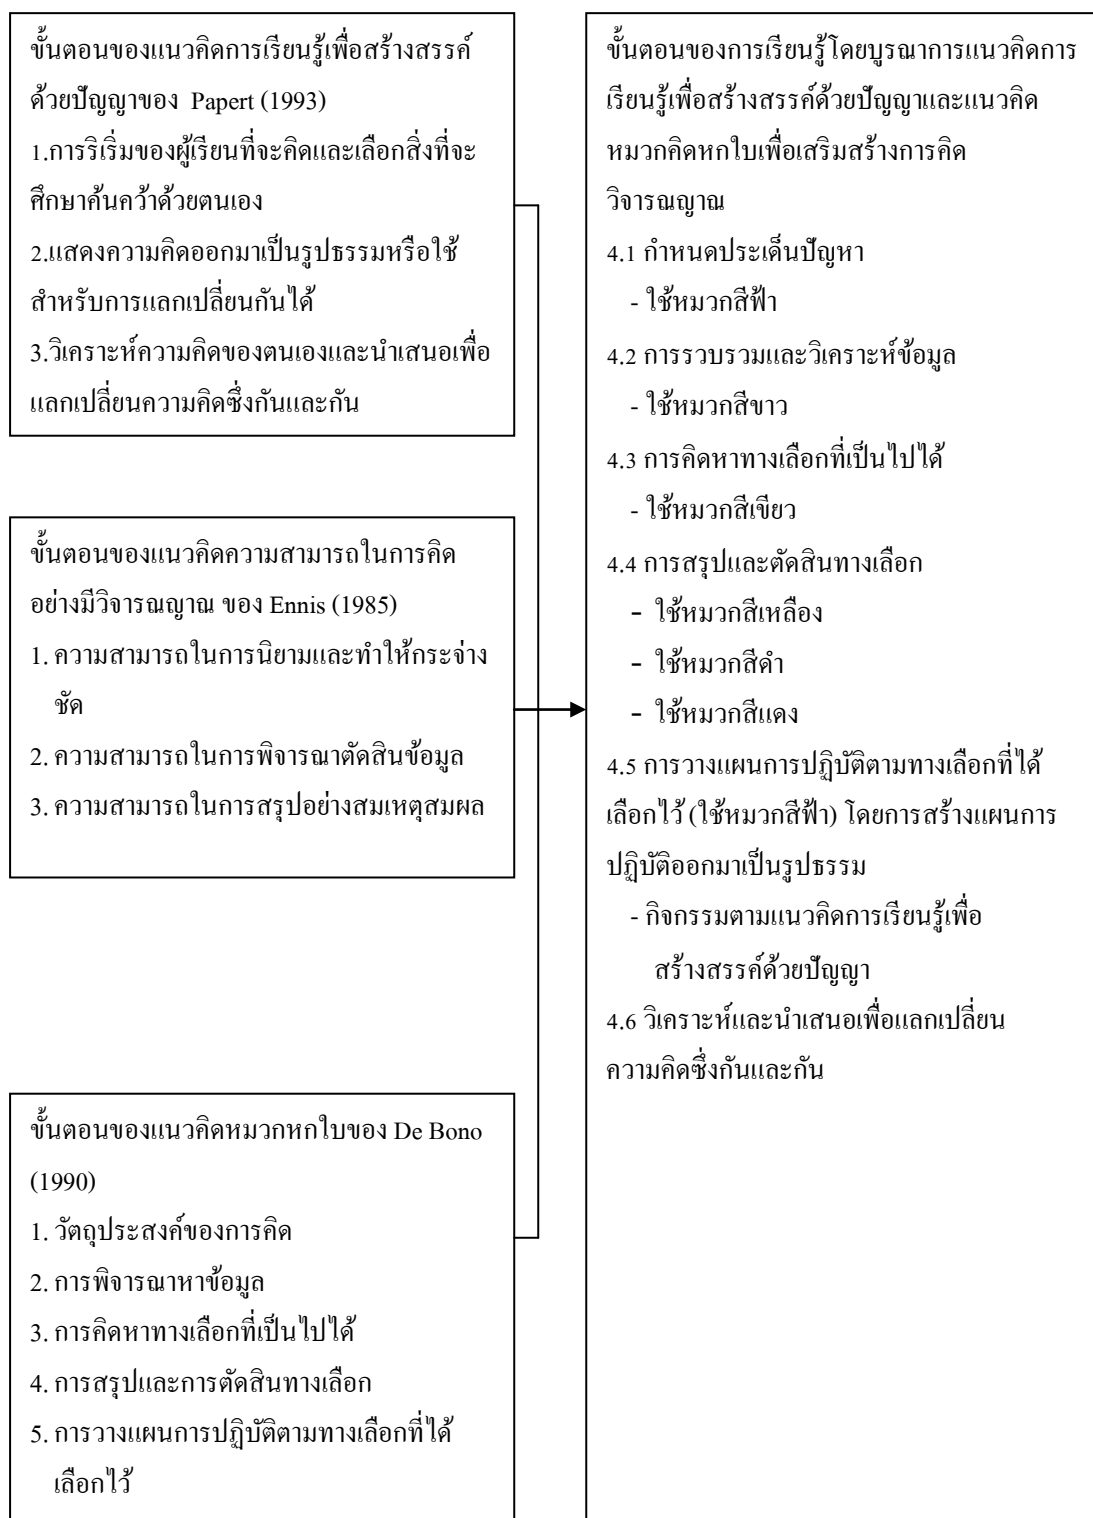 ขั้นตอนของแนวคิดการเรียนรู้เพื่อสร้างสรรค์
ด้วยปัญญาของ Papert (1993)
1.การริเริ่มของผู้เรียนที่จะคิดและเลือกสิ่งที่จะ
ศึกษาค้นคว้าด้วยตนเอง
2.แสดงความคิดออกมาเป็นรูปธรรมหรือใช้
สำหรับการแลกเปลี่ยนกันได้
3.วิเคราะห์ความคิดของตนเองและนำเสนอเพื่อ
แลกเปลี่ยนความคิดซึ่งกันและกัน
ขั้นตอนของแนวคิดความสามารถในการคิด
อย่างมีวิจารณญาณ ของ Ennis (1985)
1. ความสามารถในการนิยามและทำให้กระจ่าง
ชัด
2. ความสามารถในการพิจารณาตัดสินข้อมูล
3. ความสามารถในการสรุปอย่างสมเหตุสมผล
ขั้นตอนของแนวคิดหมวกหกใบของ De Bono
(1990)
1. วัตถุประสงค์ของการคิด
2. การพิจารณาหาข้อมูล
3. การคิดหาทางเลือกที่เป็นไปได้
4. การสรุปและการตัดสินทางเลือก
5. การวางแผนการปฏิบัติตามทางเลือกที่ได้
เลือกไว้
ขั้นตอนของการเรียนรู้โดยบูรณาการแนวคิดการ
เรียนรู้เพื่อสร้างสรรค์ด้วยปัญญาและแนวคิด
หมวกคิดหกใบเพื่อเสริมสร้างการคิด
วิจารณญาณ
4.1 กำหนดประเด็นปัญหา
- ใช้หมวกสีฟ้า
4.2 การรวบรวมและวิเคราะห์ข้อมูล
- ใช้หมวกสีขาว
4.3 การคิดหาทางเลือกที่เป็นไปได้
- ใช้หมวกสีเขียว
4.4 การสรุปและตัดสินทางเลือก
- ใช้หมวกสีเหลือง
- ใช้หมวกสีดำ
- ใช้หมวกสีแดง
4.5 การวางแผนการปฏิบัติตามทางเลือกที่ได้
เลือกไว้ (ใช้หมวกสีฟ้า) โดยการสร้างแผนการ
ปฏิบัติออกมาเป็นรูปธรรม
- กิจกรรมตามแนวคิดการเรียนรู้เพื่อ
สร้างสรรค์ด้วยปัญญา
4.6 วิเคราะห์และนำเสนอเพื่อแลกเปลี่ยน
ความคิดซึ่งกันและกัน